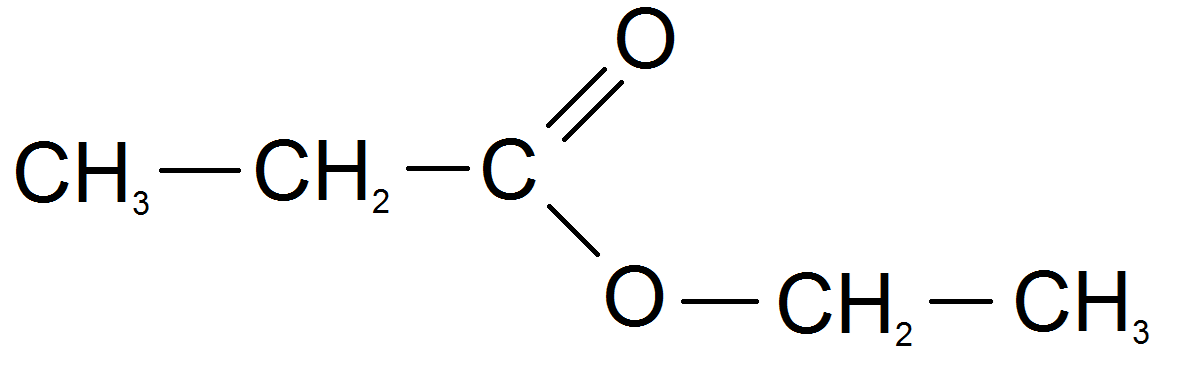 O
CH₃ — CH₂ — C
O — CH₂ — CH₃